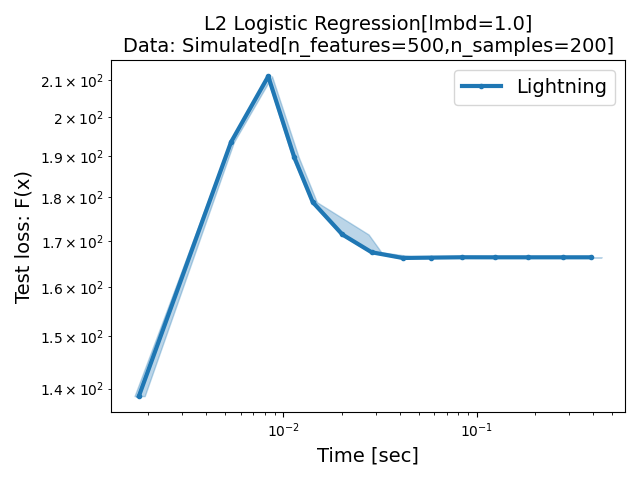 L2 Logistic Regression[lmbd=1.0]
Data: Simulated[n_features=500,n_samples=200]
Lightning
2.1 × 10²
2 × 10²
1.9 × 10²
1.8 × 10²
1.7 × 10²
1.6 × 10²
1.5 × 10²
1.4 × 10²
Test loss: F(x)
10⁻²
10⁻¹
Time [sec]